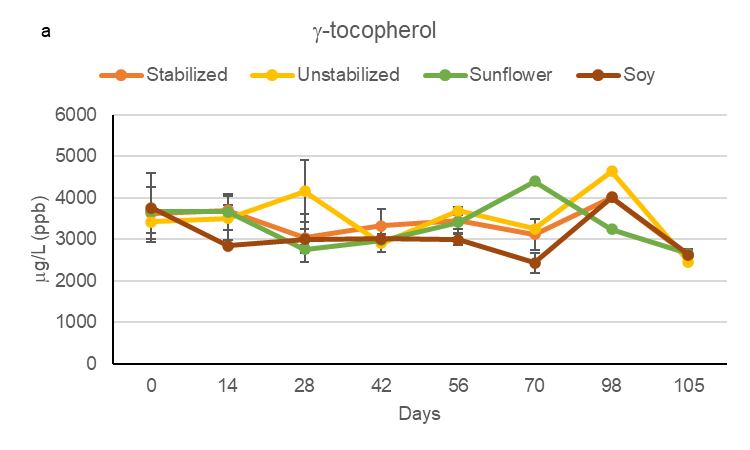 a
γ-tocopherol
Stabilized Unstabilized Sunflower Soy
6000
5000
4000
3000
2000
1000
0
µg/L (ppb)
0 14 28 42 56 70 98 105
Days